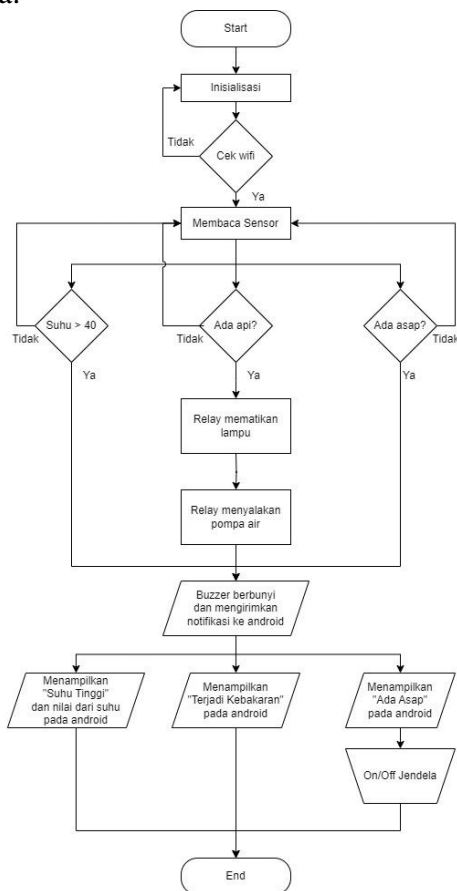 a.
Start
Inisialisasi
Tidak
Cek wifi
Ya
Membaca Sensor
Suhu > 40
Tidak
Ya
Ada api?
Tidak
Ya
Ada asap?
Tidak
Ya
Relay mematikan
lampu
Relay menyalakan
pompa air
Buzzer berbunyi
dan mengirimkan
notifikasi ke android
Menampilkan
"Suhu Tinggi"
dan nilai dari suhu
pada android
Menampilkan
"Terjadi Kebakaran"
pada android
Menampilkan
"Ada Asap"
pada android
On/Off Jendela
End